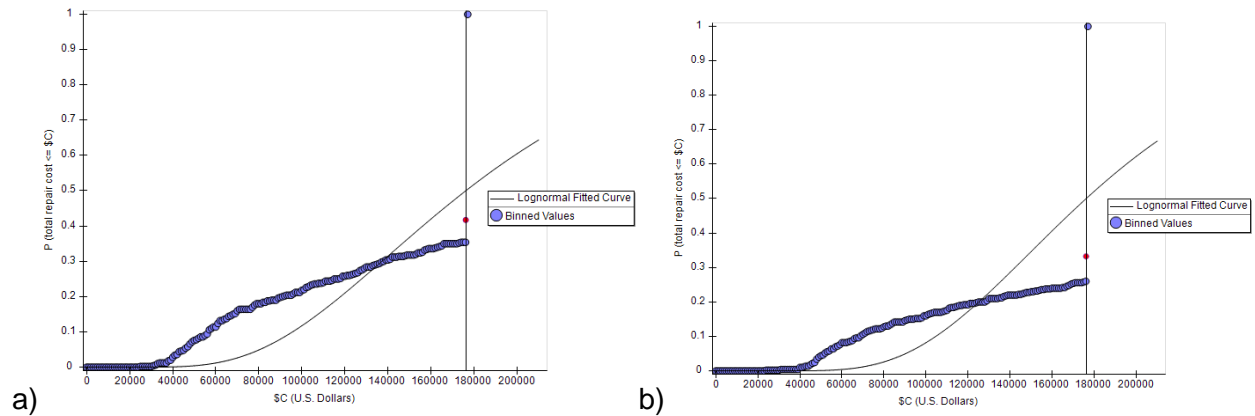 1
0.9
0.8
0.7
0.6
0.5
0.4
0.3
0.2
0.1
0
P (total repair cost <= $C)
0 20000 40000 60000 80000 100000 120000 140000 160000 180000 200000
$C (U.S. Dollars)
Lognormal Fitted Curve
Binned Values
a)
1
0.9
0.8
0.7
0.6
0.5
0.4
0.3
0.2
0.1
0
P (total repair cost <= $C)
0 20000 40000 60000 80000 100000 120000 140000 160000 180000 200000
$C (U.S. Dollars)
Lognormal Fitted Curve
Binned Values
b)